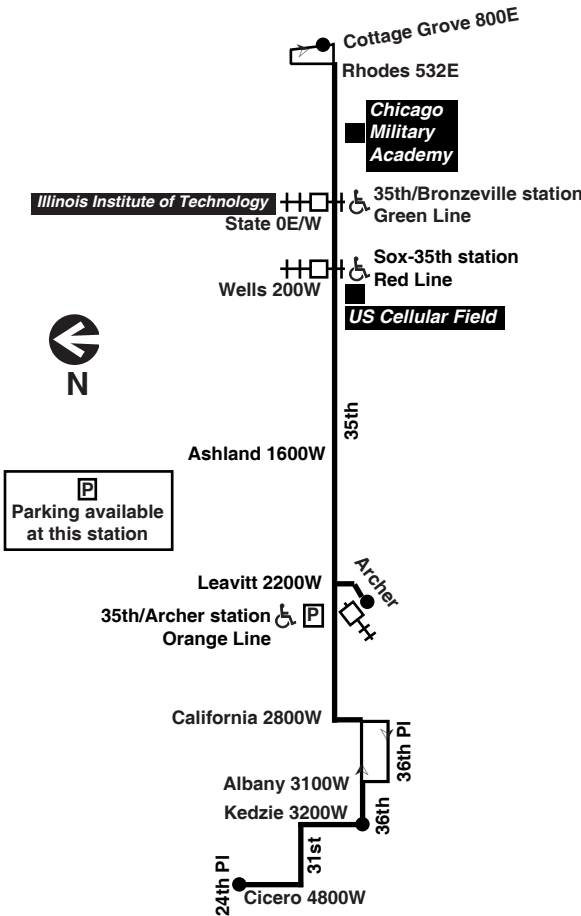 Cottage Grove 800E
Rhodes 532E
Chicago
Military
Academy
Illinois Institute of Technology
35th/Bronzeville station
Green Line
State 0E/W
Sox-35th station
Red Line
Wells 200W
US Cellular Field
N
35th
Ashland 1600W
P
Parking available
at this station
Leavitt 2200W
Archer
35th/Archer station
P
Orange Line
California 2800W
36th Pl
Albany 3100W
Kedzie 3200W
36th
31st
24th Pl
Cicero 4800W